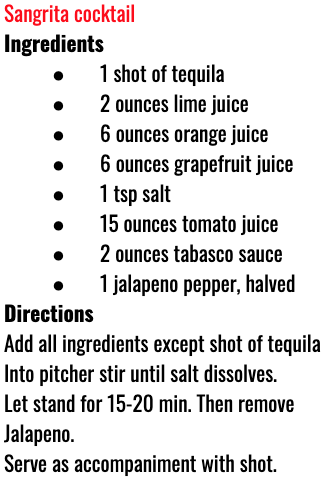 Sangrita cocktail
Ingredients
● 1 shot of tequila
● 2 ounces lime juice
● 6 ounces orange juice
● 6 ounces grapefruit juice
● 1 tsp salt
● 15 ounces tomato juice
● 2 ounces tabasco sauce
● 1 jalapeno pepper, halved
Directions
Add all ingredients except shot of tequila
Into pitcher stir until salt dissolves.
Let stand for 15-20 min. Then remove
Jalapeno.
Serve as accompaniment with shot.